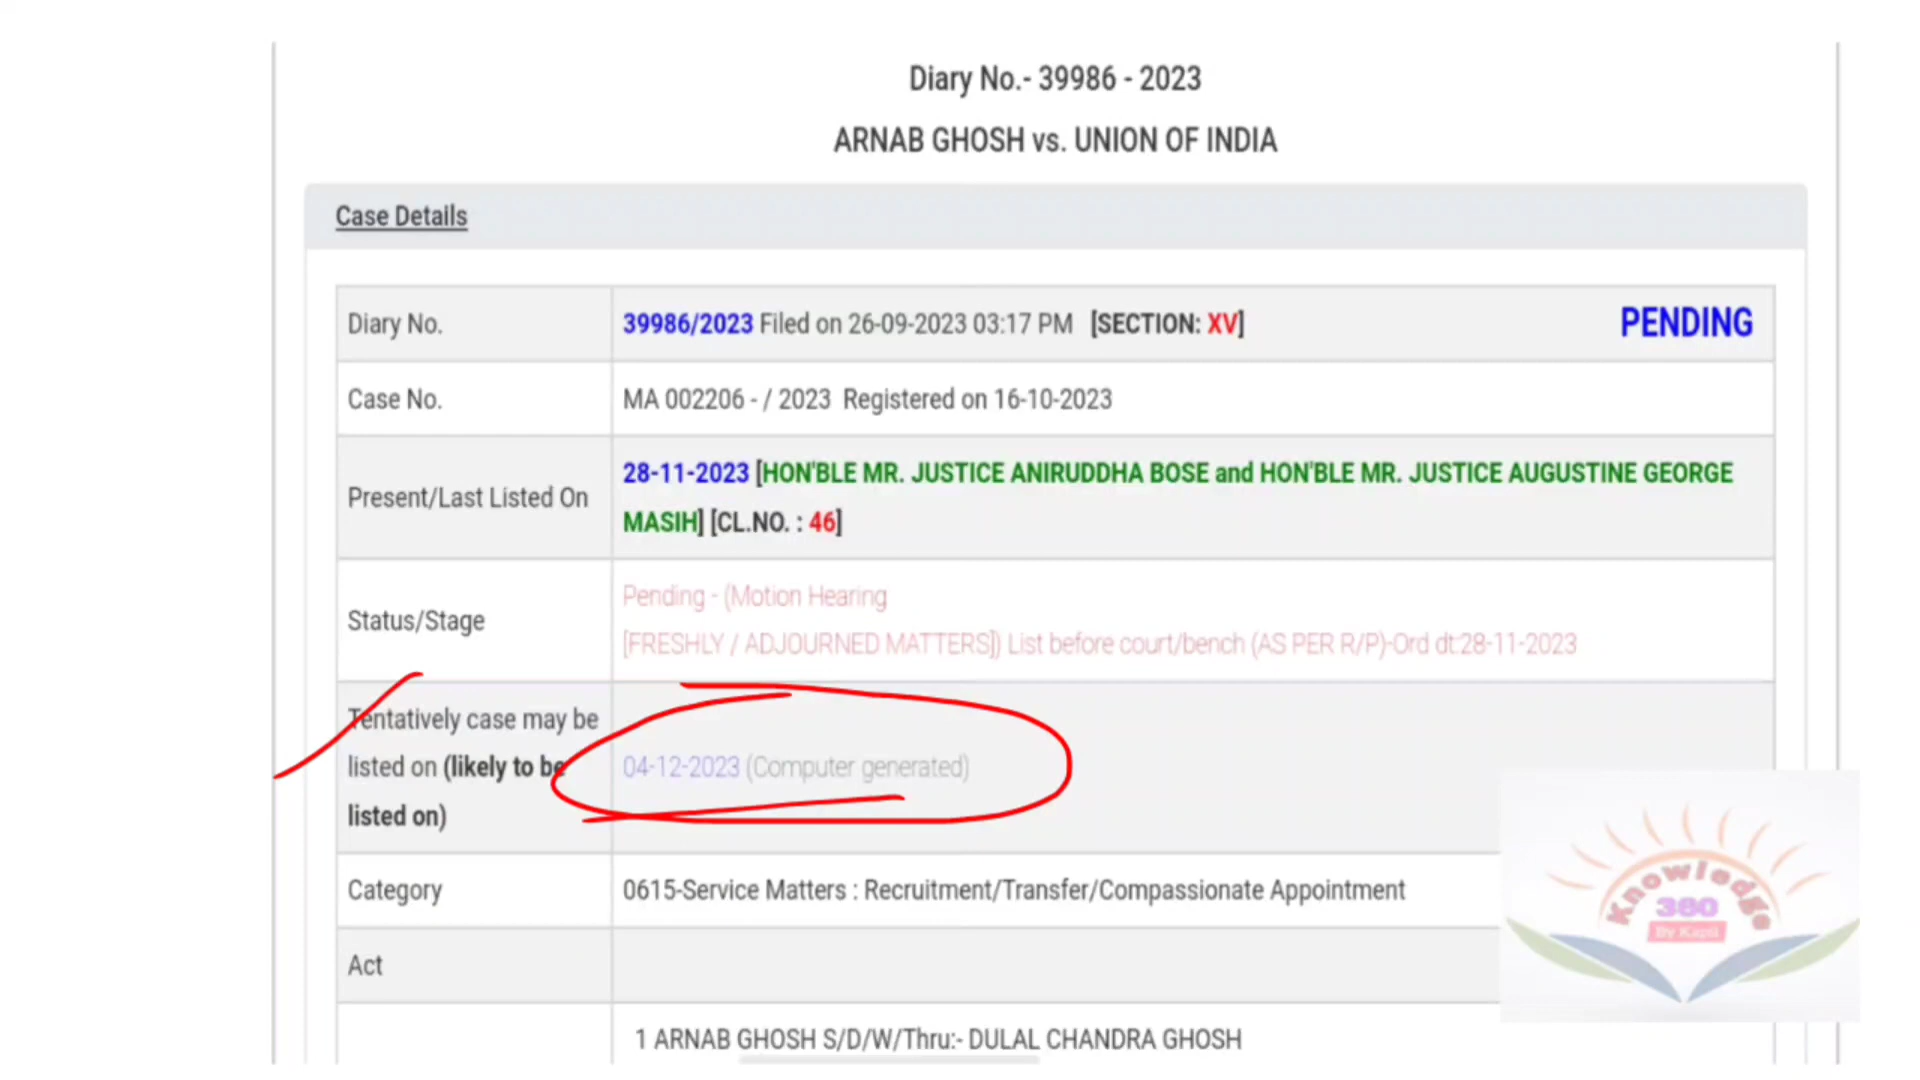 Diary No.- 39986 - 2023
ARNAB GHOSH vs. UNION OF INDIA
Case Details
Diary No.
39986/2023 Filed on 26-09-2023 03:17 PM [SECTION: XV]
PENDING
Case No.
MA 002206 - / 2023 Registered on 16-10-2023
Present/Last Listed On
28-11-2023 [HON'BLE MR. JUSTICE ANIRUDDHA BOSE and HON'BLE MR. JUSTICE AUGUSTINE GEORGE
MASIH] [CL.NO. : 46]
Status/Stage
Pending - (Motion Hearing
[FRESHLY / ADJOURNED MATTERS]) List before court/bench (AS PER R/P)-Ord dt:28-11-2023
Tentatively case may be
listed on (likely to be
listed on)
04-12-2023 (Computer generated)
Category
0615-Service Matters : Recruitment/Transfer/Compassionate Appointment
Act
1 ARNAB GHOSH S/D/W/Thru:- DULAL CHANDRA GHOSH
Knowledge
360
By Kapil